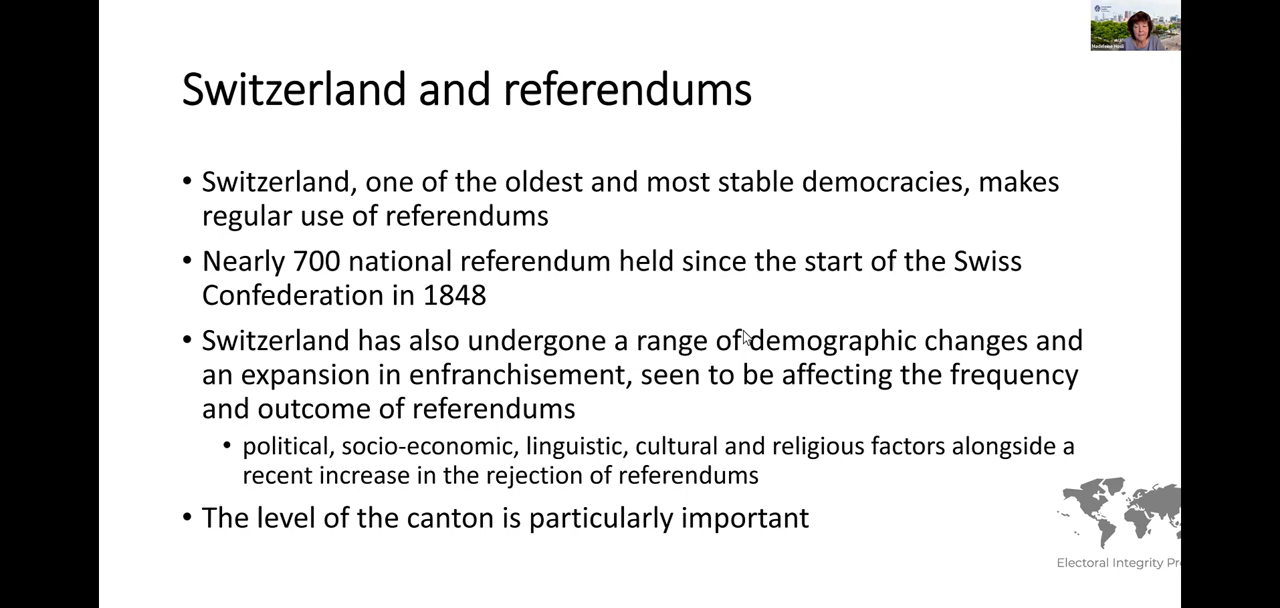 Switzerland and referendums
• Switzerland, one of the oldest and most stable democracies, makes
regular use of referendums
• Nearly 700 national referendum held since the start of the Swiss
Confederation in 1848
• Switzerland has also undergone a range of demographic changes and
an expansion in enfranchisement, seen to be affecting the frequency
and outcome of referendums
• political, socio-economic, linguistic, cultural and religious factors alongside a
recent increase in the rejection of referendums
• The level of the canton is particularly important
Electoral Integrity Pr